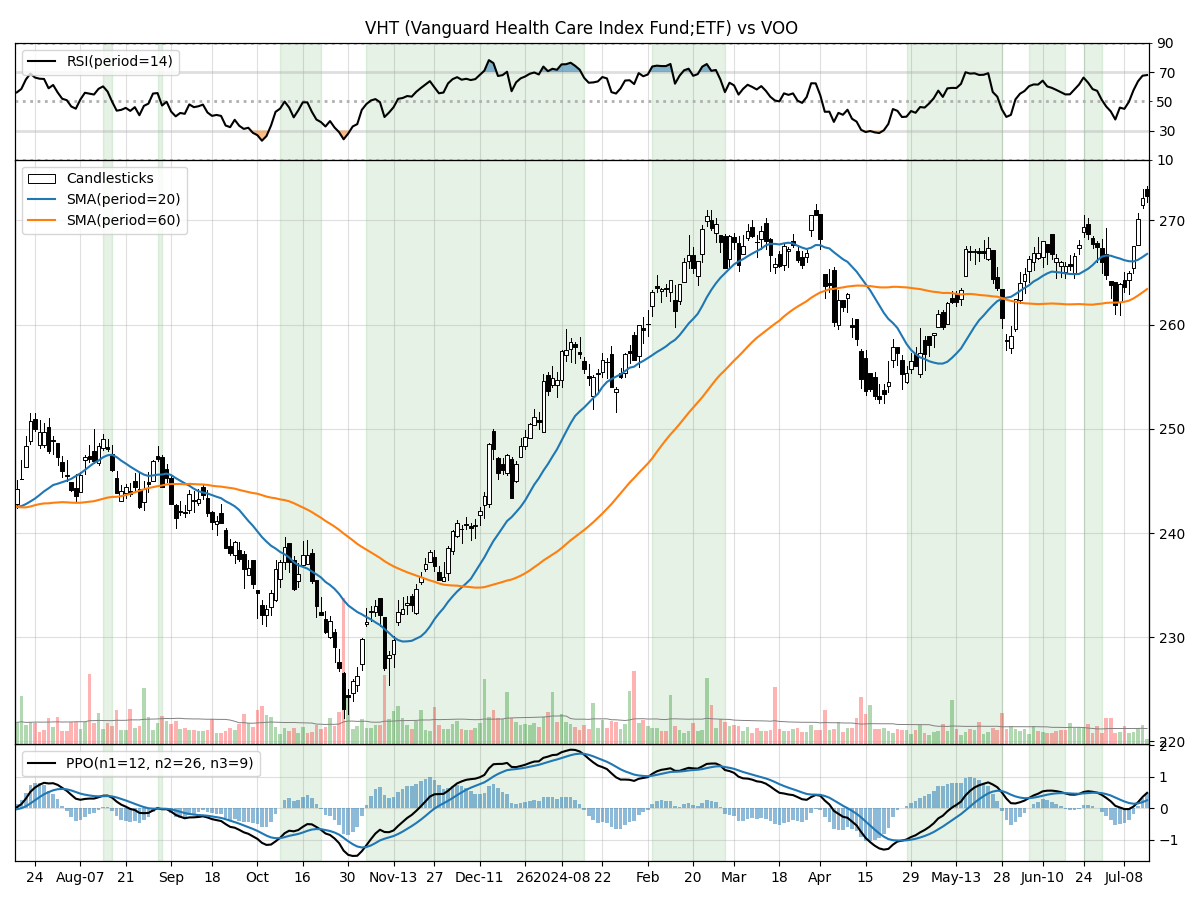 VHT (Vanguard Health Care Index Fund;ETF) vs VOO
RSI(period=14)
90
70
50
30
10
Candlesticks
SMA(period=20)
SMA(period=60)
270
260
250
240
230
220
PPO(n1=12, n2=26, n3=9)
2
1
0
−1
24 Aug-07 21 Sep 18 Oct 16 30 Nov-13 27 Dec-11 26 2024-08 22 Feb 20 Mar 18 Apr 15 29 May-13 28 Jun-10 24 Jul-08